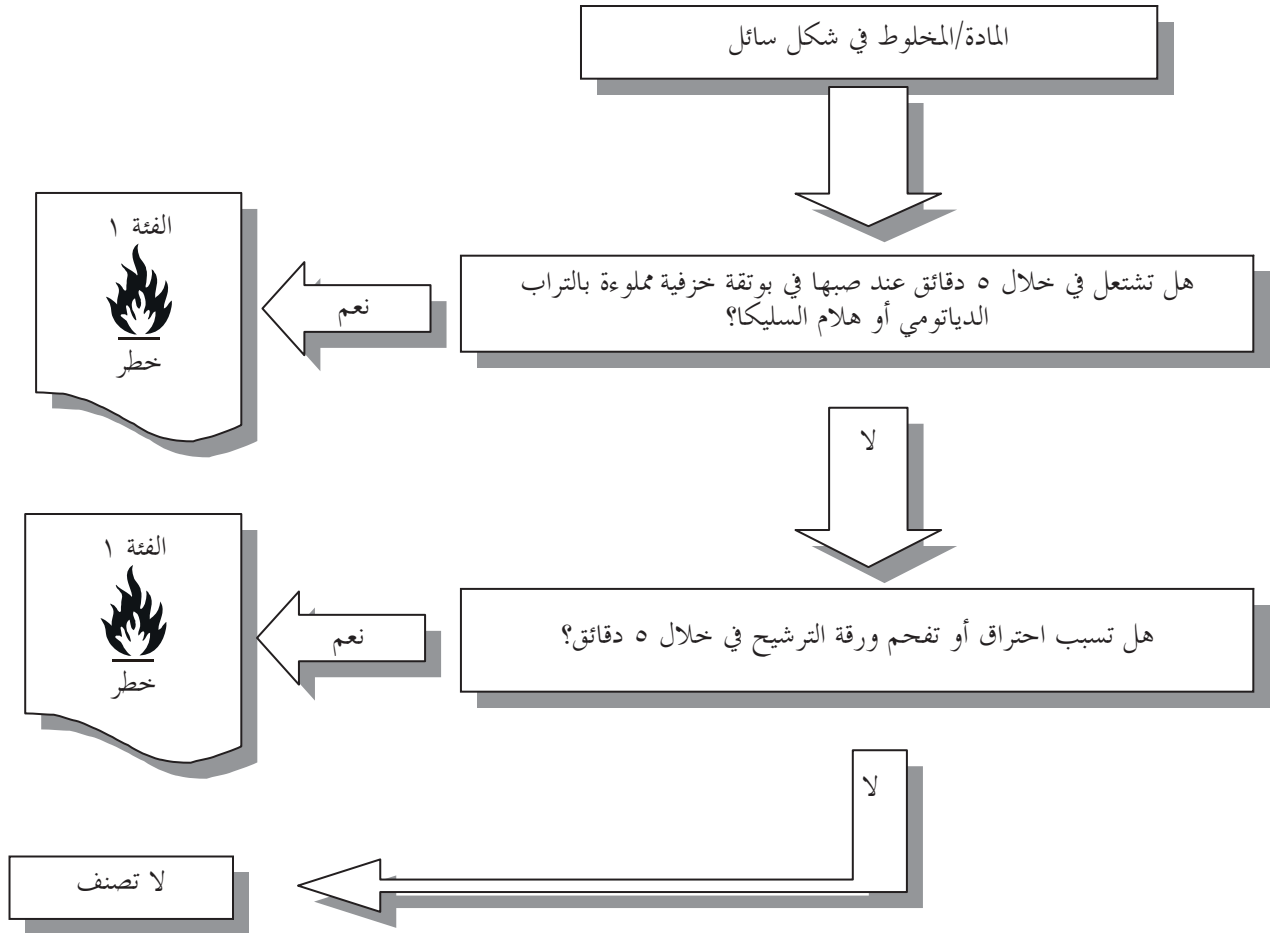 المادة/المخلوط في شكل سائل
هل تشتعل في خلال ٥ دقائق عند صبها في بوتقة خزفية مملوءة بالتراب
الدياتومي أو هلام السليكا؟
نعم
الفئة ١
خطر
لا
هل تسبب احتراق أو تفحم ورقة الترشيح في خلال ٥ دقائق؟
نعم
الفئة ١
خطر
لا
لا تصنف